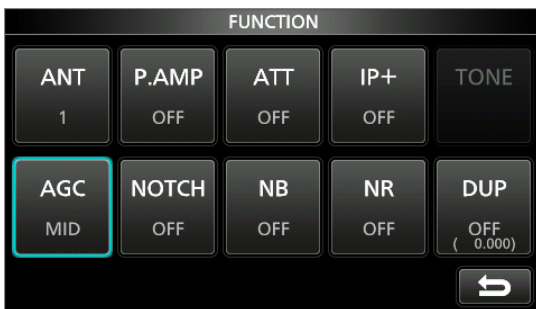 FUNCTION
ANT P.AMP ATT IP+ TONE
1 OFF OFF OFF
AGC NOTCH NB NR DUP
MID OFF OFF OFF OFF
( 0.000)